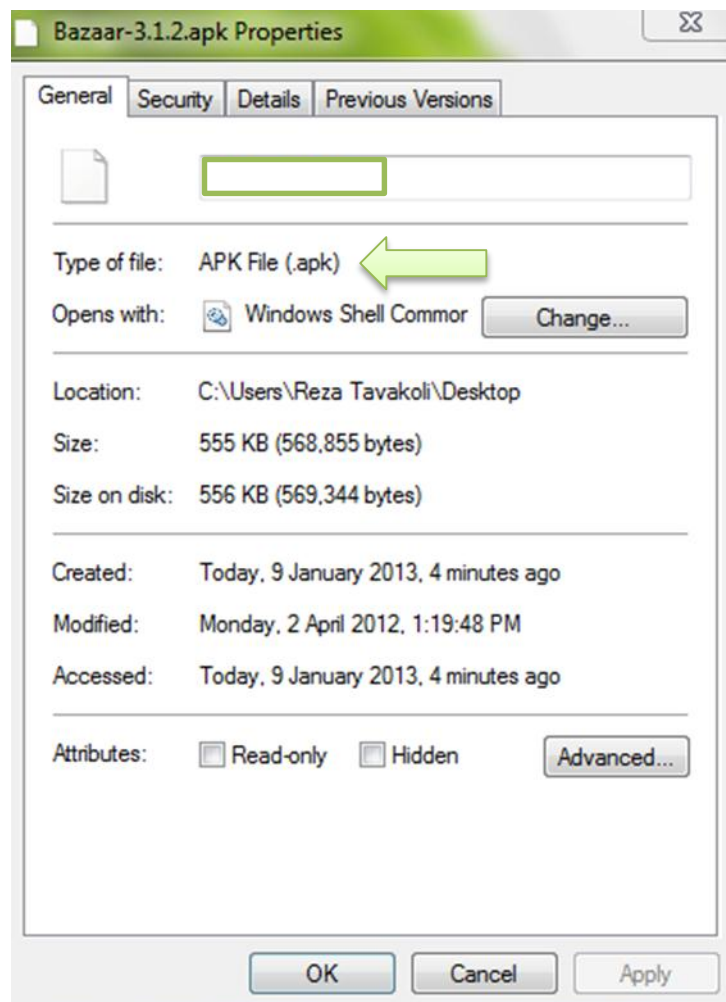 Bazaar-3.1.2.apk Properties
General Security Details Previous Versions
Type of file: APK File (.apk)
Opens with: Windows Shell Commor Change...
Location: C:\Users\Reza Tavakoli\Desktop
Size: 555 KB (568,855 bytes)
Size on disk: 556 KB (569,344 bytes)
Created: Today, 9 January 2013, 4 minutes ago
Modified: Monday, 2 April 2012, 1:19:48 PM
Accessed: Today, 9 January 2013, 4 minutes ago
Attributes: Read-only Hidden Advanced...
OK Cancel Apply